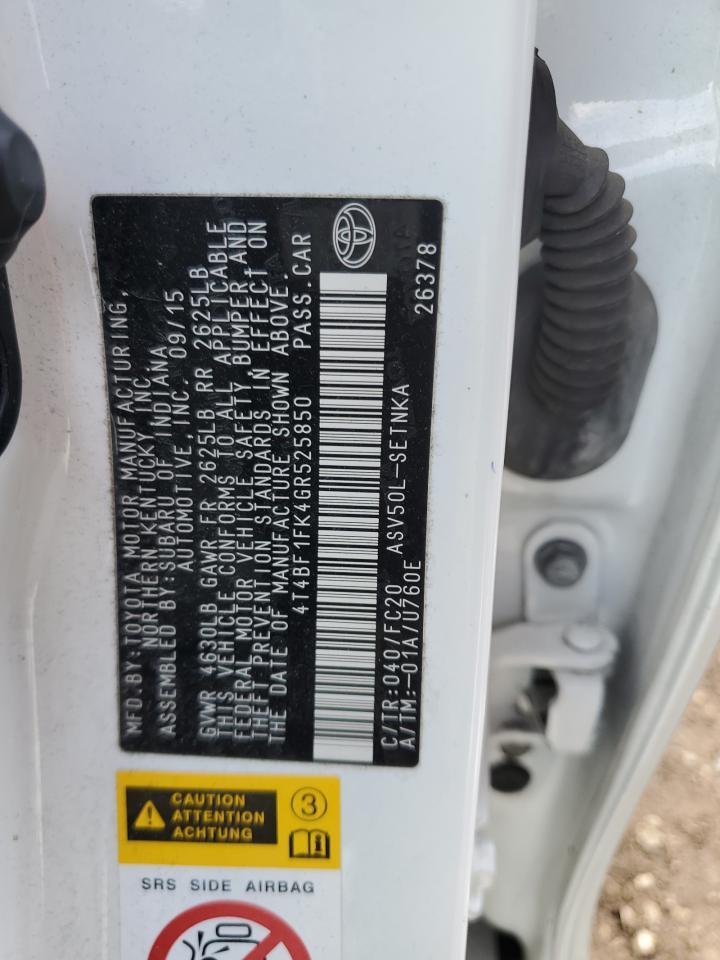 MFD.BY:TOYOTA MOTOR MANUFACTURING,
NORTHERN KENTUCKY,INC.
ASSEMBLED BY:SUBARU OF INDIANA
AUTOMOTIVE,INC. 09/15
GVWR 4630LB GAWR FR 2625LB RR 2625LB
THIS VEHICLE CONFORMS TO ALL APPLICABLE
FEDERAL MOTOR VEHICLE SAFETY,BUMPER,AND
THEFT PREVENTION STANDARDS IN EFFECT ON
THE DATE OF MANUFACTURE SHOWN ABOVE.
4T4BF1FK4GR525850 PASS.CAR
C/TR:040/FC20 ASV50L-SETNKA
A/TM:-01A/U760E 26378
CAUTION
ATTENTION
ACHTUNG
3
SRS SIDE AIRBAG